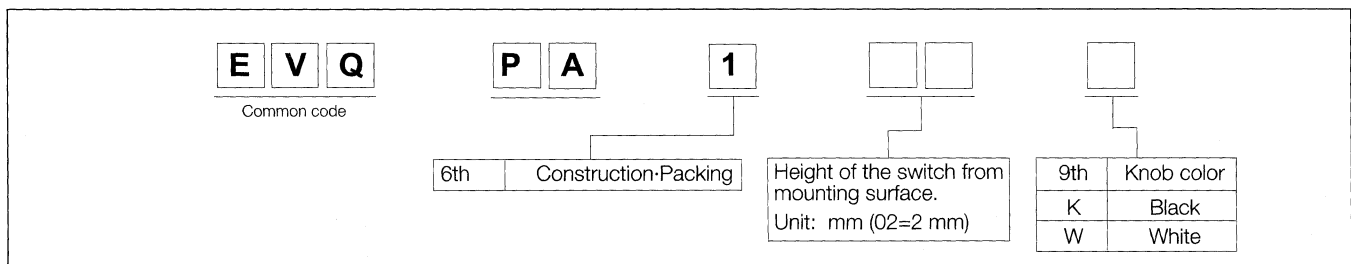 E V Q P A 1
Common code
6th Construction·Packing
Height of the switch from
mounting surface.
Unit: mm (02=2 mm)
9th Knob color
K Black
W White